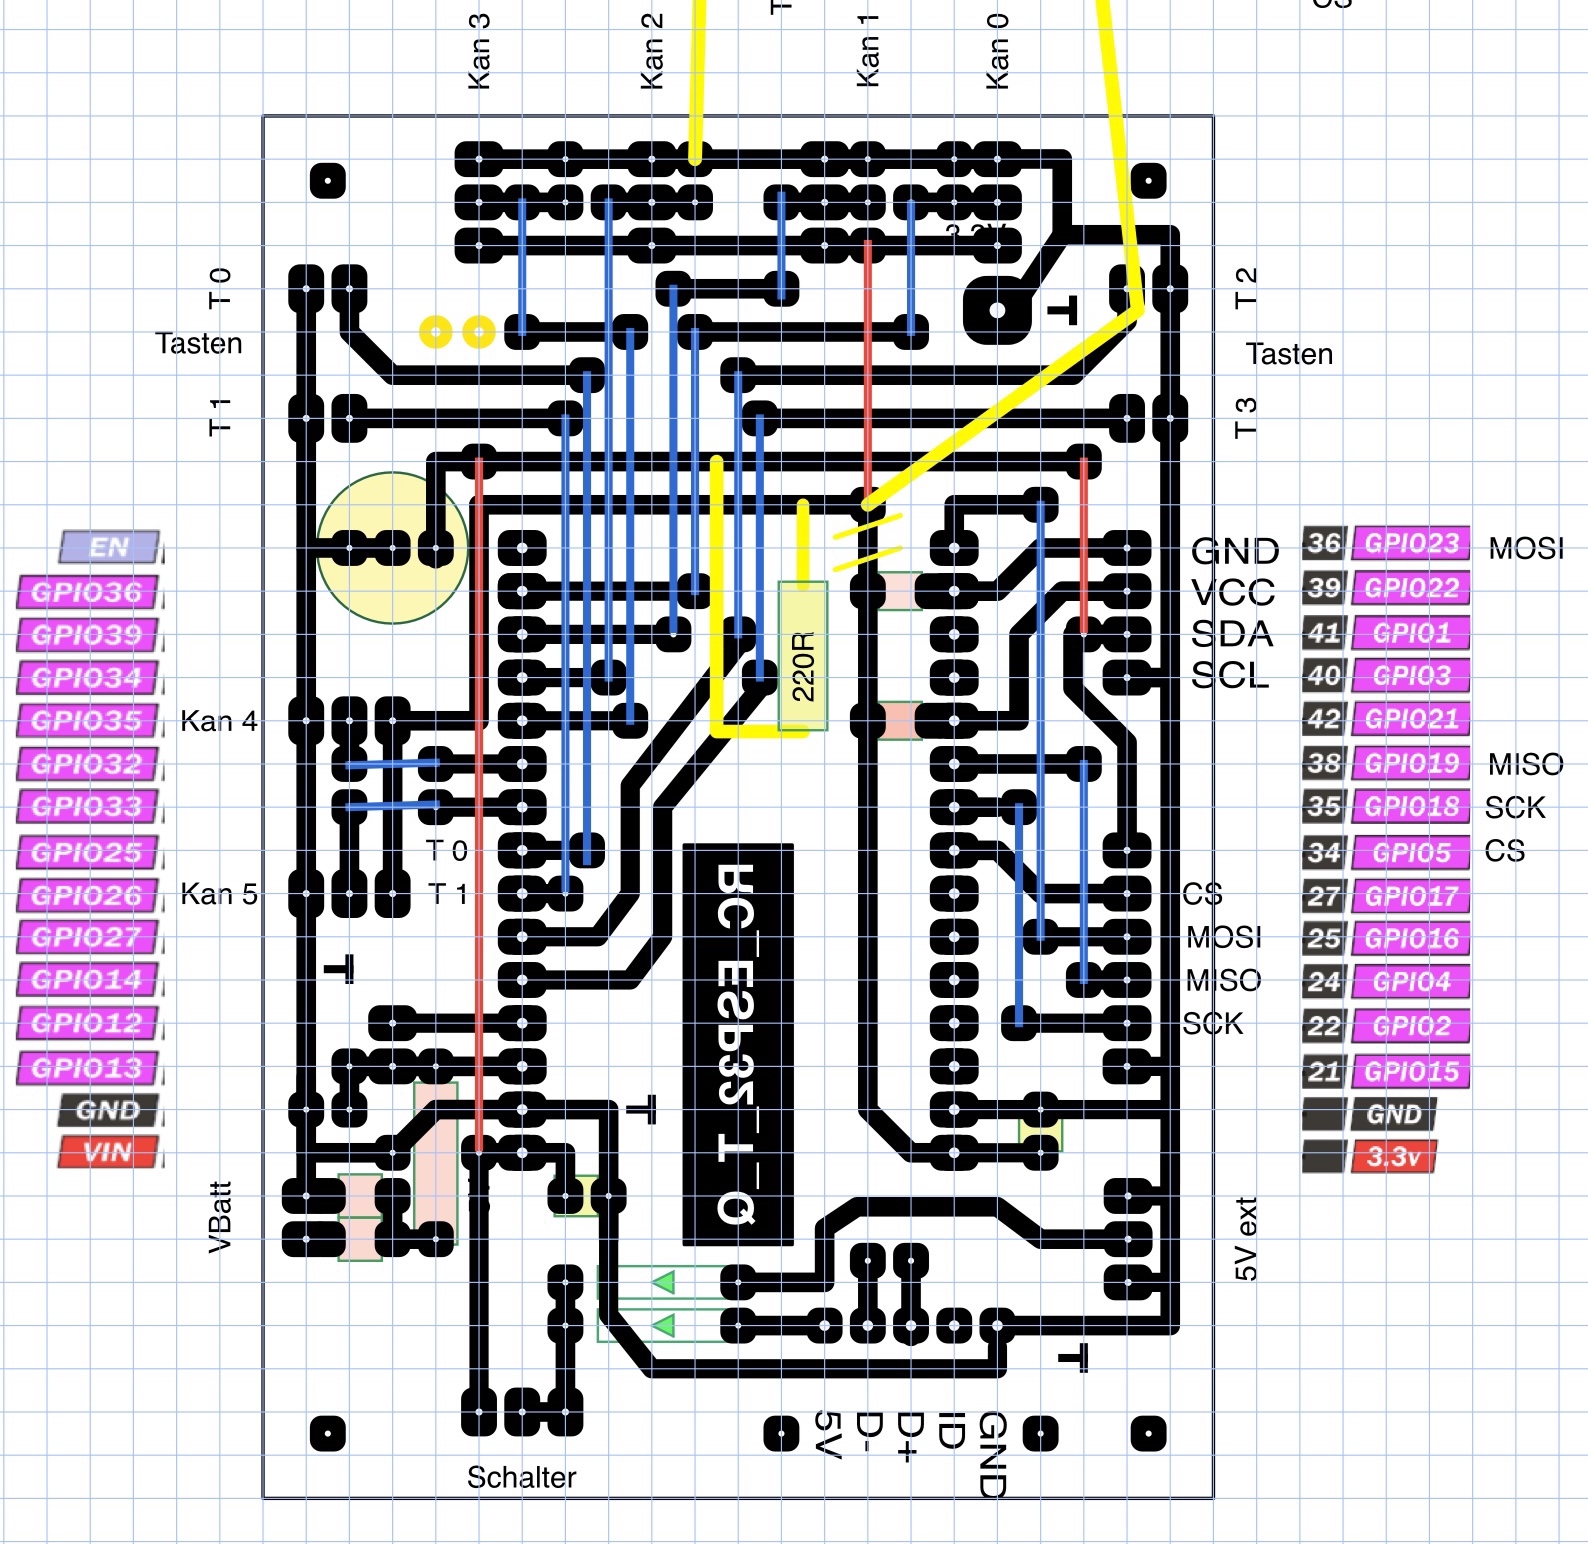 Kan 3
Kan 2
T
Kan 1
Kan 0
CS
3.3V
T 0
T
T 2
Tasten
Tasten
T 1
T 3
EN
GND
36
GPIO23
MOSI
GPIO36
VCC
39
GPIO22
GPIO39
220R
SDA
41
GPIO1
GPIO34
SCL
40
GPIO3
GPIO35
Kan 4
42
GPIO21
GPIO32
38
GPIO19
MISO
GPIO33
35
GPIO18
SCK
GPIO25
T 0
34
GPIO5
CS
GPIO26
Kan 5
T 1
CS
27
GPIO17
GPIO27
MOSI
25
GPIO16
T
GPIO14
MISO
24
GPIO4
GPIO12
RC_ESP32_T_Q
SCK
22
GPIO2
GPIO13
21
GPIO15
GND
T
GND
VIN
3.3v
VBatt
5V ext
T
5V
D-
D+
ID
GND
Schalter